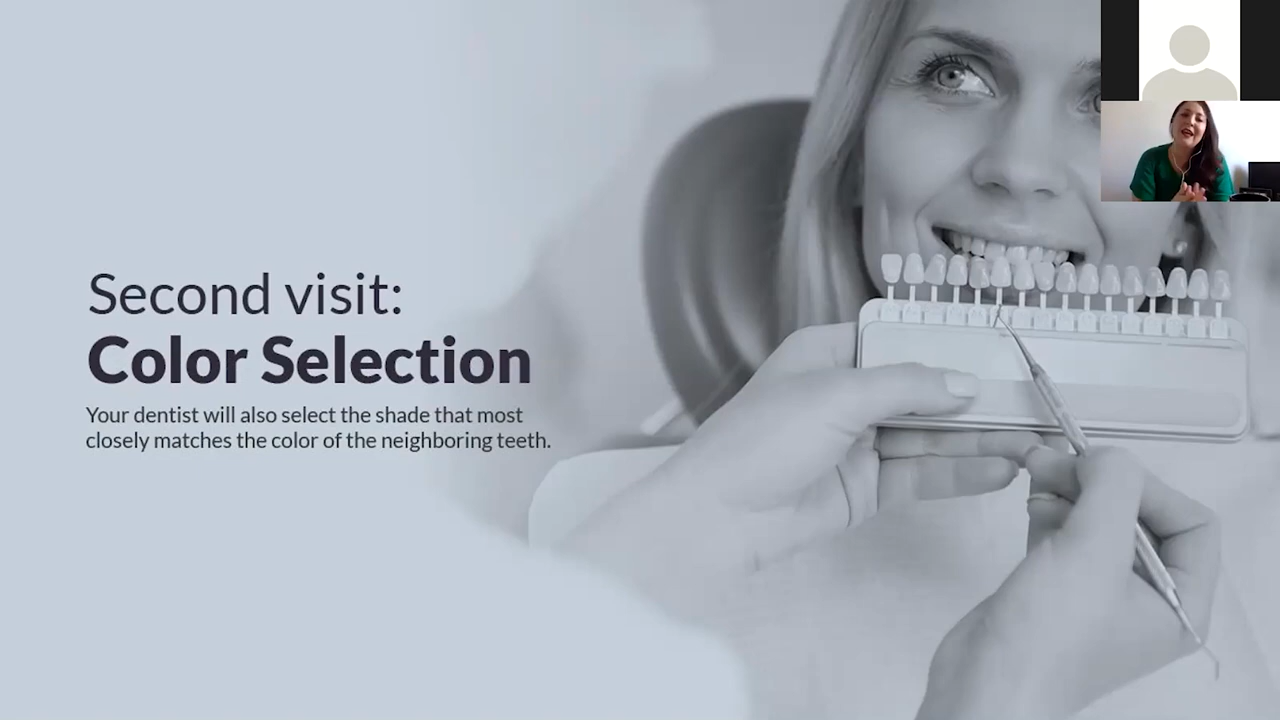 Second visit:
Color Selection
Your dentist will also select the shade that most
closely matches the color of the neighboring teeth.